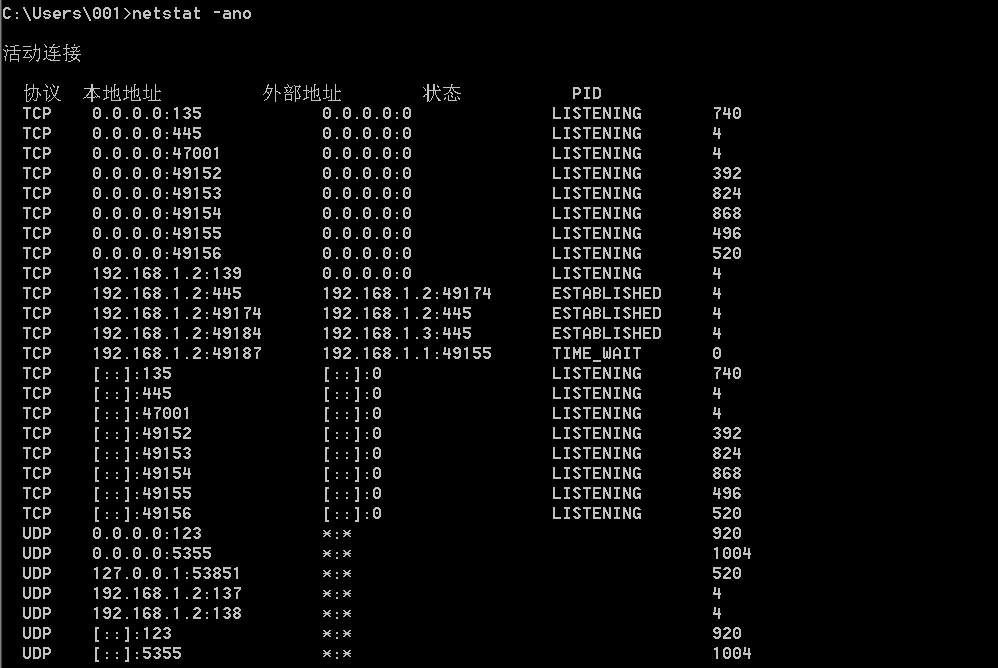 C:\Users\001>netstat -ano
活动连接
协议 本地地址 外部地址 状态 PID
TCP 0.0.0.0:135 0.0.0.0:0 LISTENING 740
TCP 0.0.0.0:445 0.0.0.0:0 LISTENING 4
TCP 0.0.0.0:47001 0.0.0.0:0 LISTENING 4
TCP 0.0.0.0:49152 0.0.0.0:0 LISTENING 392
TCP 0.0.0.0:49153 0.0.0.0:0 LISTENING 824
TCP 0.0.0.0:49154 0.0.0.0:0 LISTENING 868
TCP 0.0.0.0:49155 0.0.0.0:0 LISTENING 496
TCP 0.0.0.0:49156 0.0.0.0:0 LISTENING 520
TCP 192.168.1.2:139 0.0.0.0:0 LISTENING 4
TCP 192.168.1.2:445 192.168.1.2:49174 ESTABLISHED 4
TCP 192.168.1.2:49174 192.168.1.2:445 ESTABLISHED 4
TCP 192.168.1.2:49184 192.168.1.3:445 ESTABLISHED 4
TCP 192.168.1.2:49187 192.168.1.1:49155 TIME_WAIT 0
TCP [::]:135 [::]:0 LISTENING 740
TCP [::]:445 [::]:0 LISTENING 4
TCP [::]:47001 [::]:0 LISTENING 4
TCP [::]:49152 [::]:0 LISTENING 392
TCP [::]:49153 [::]:0 LISTENING 824
TCP [::]:49154 [::]:0 LISTENING 868
TCP [::]:49155 [::]:0 LISTENING 496
TCP [::]:49156 [::]:0 LISTENING 520
UDP 0.0.0.0:123 *:* 920
UDP 0.0.0.0:5355 *:* 1004
UDP 127.0.0.1:53851 *:* 520
UDP 192.168.1.2:137 *:* 4
UDP 192.168.1.2:138 *:* 4
UDP [::]:123 *:* 920
UDP [::]:5355 *:* 1004